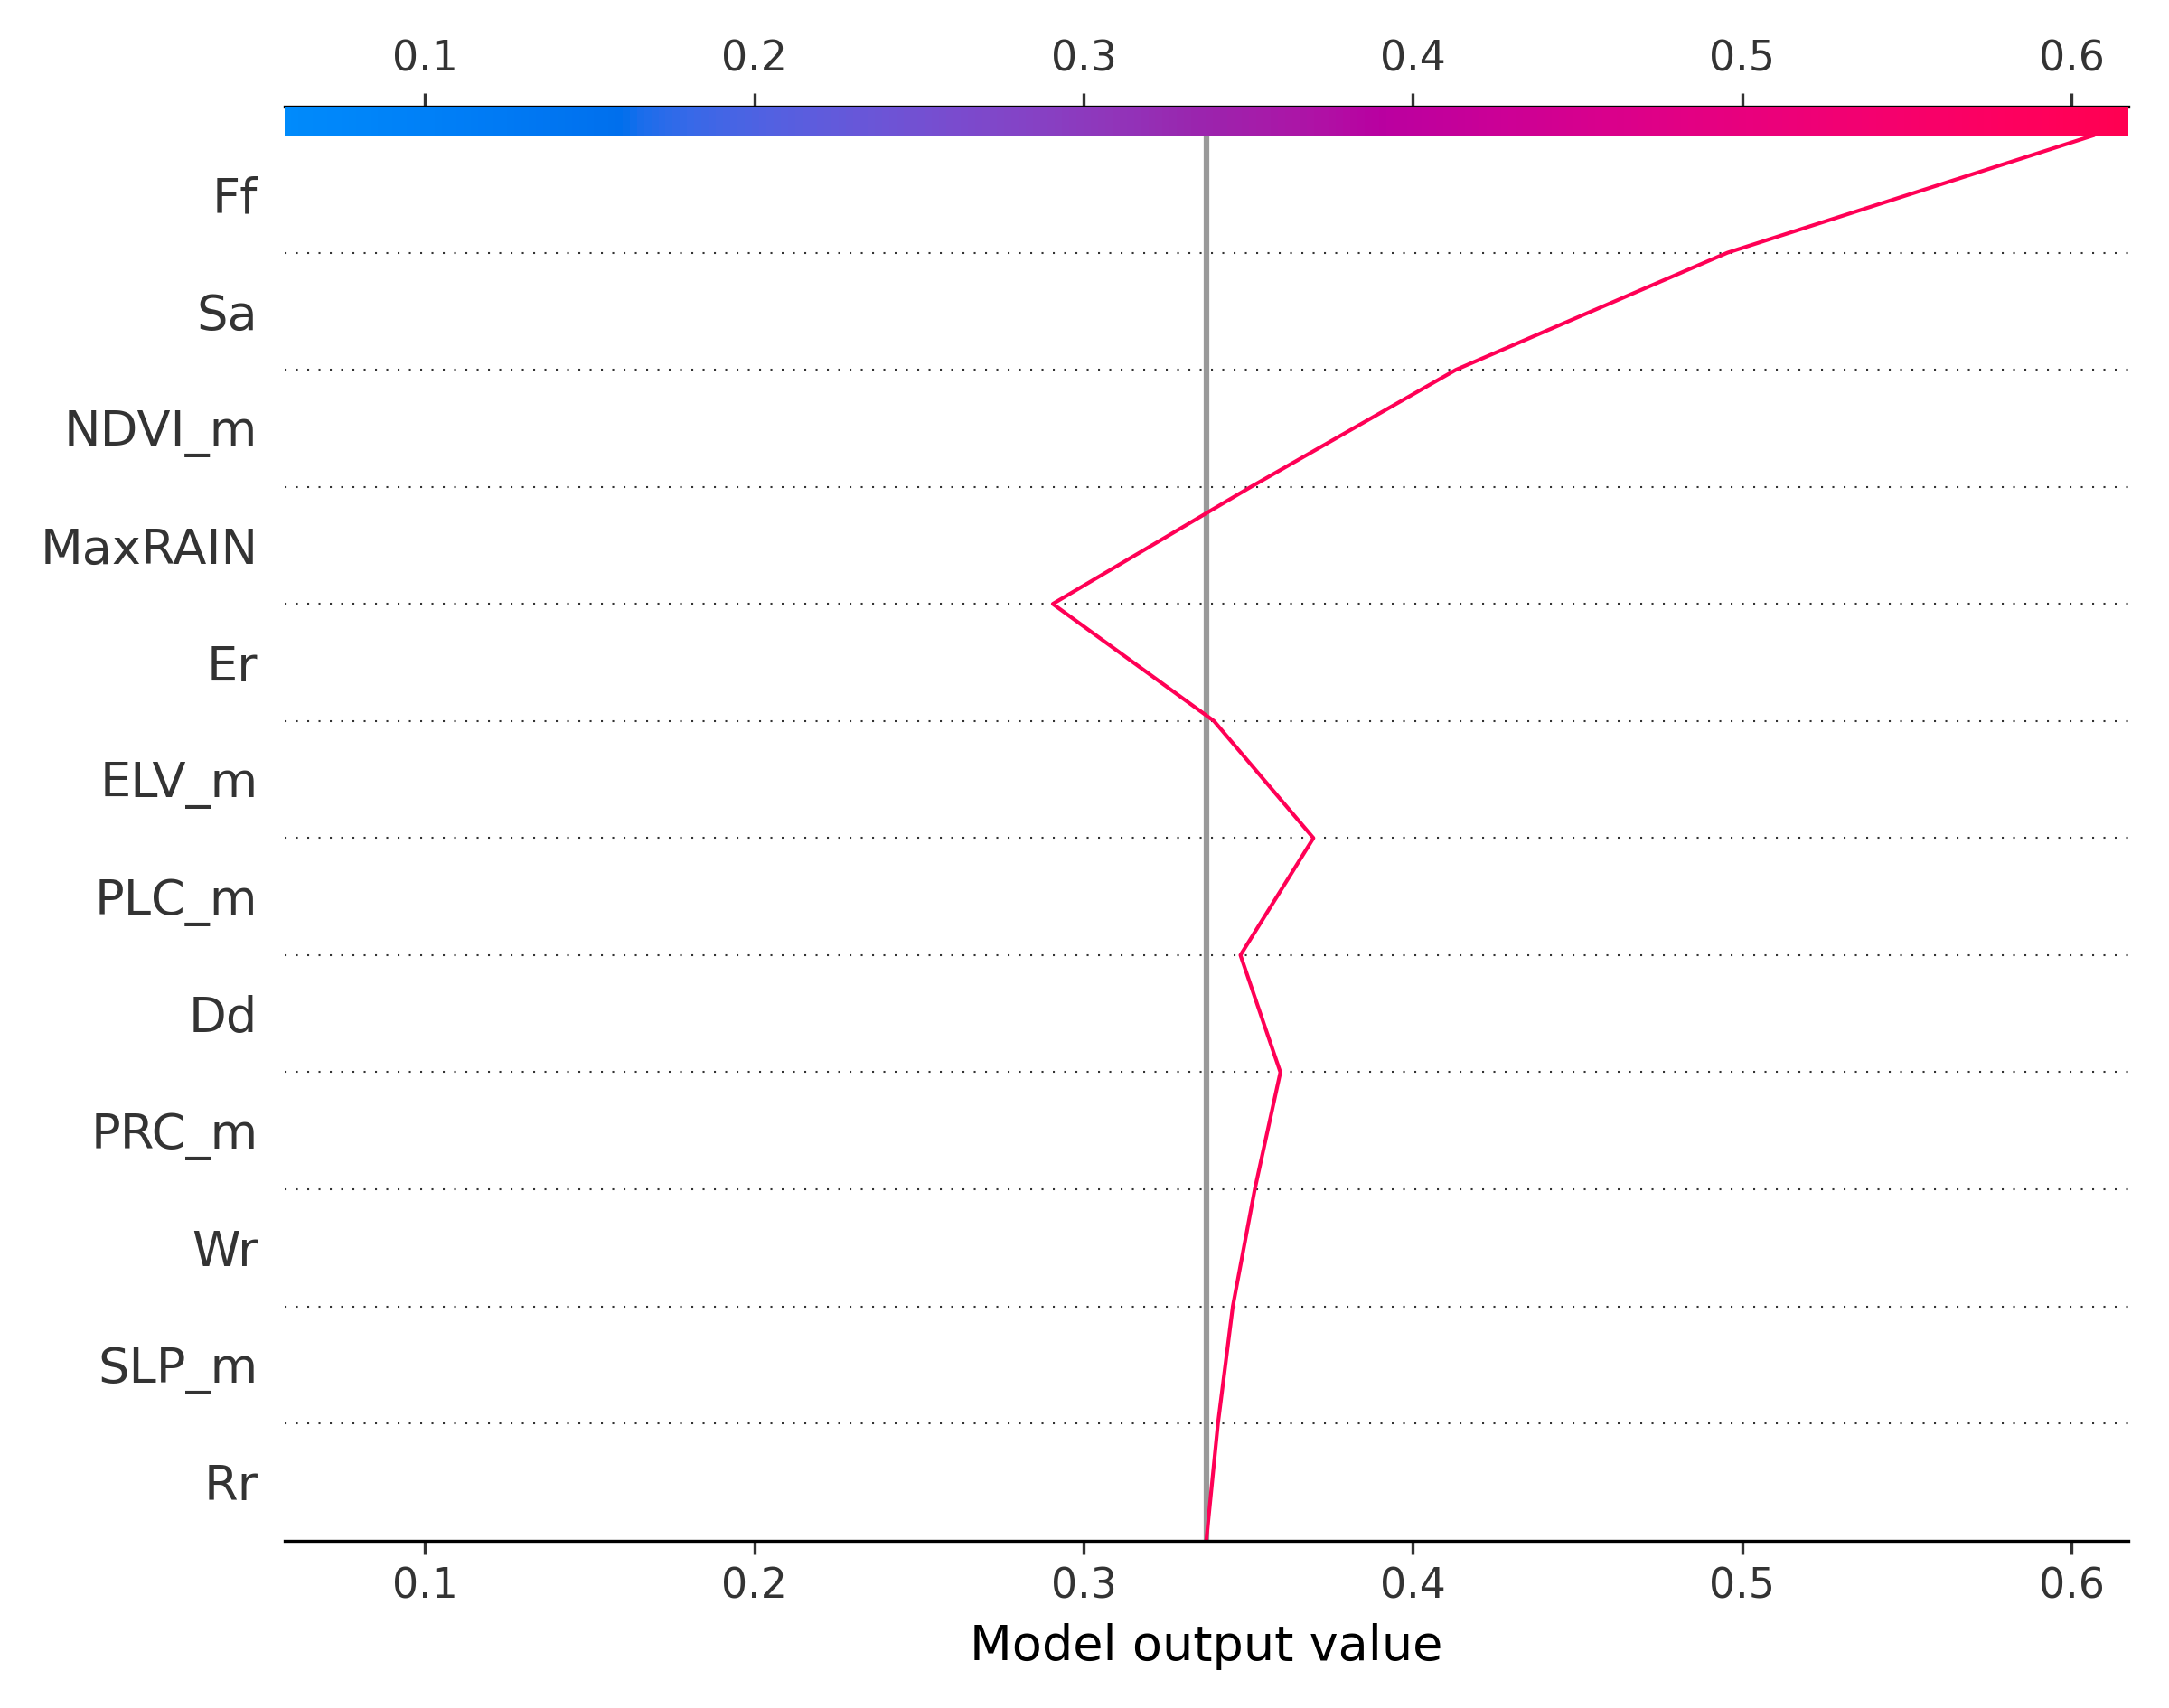 0.1 0.2 0.3 0.4 0.5 0.6
Ff
Sa
NDVI_m
MaxRAIN
Er
ELV_m
PLC_m
Dd
PRC_m
Wr
SLP_m
Rr
0.1 0.2 0.3 0.4 0.5 0.6
Model output value